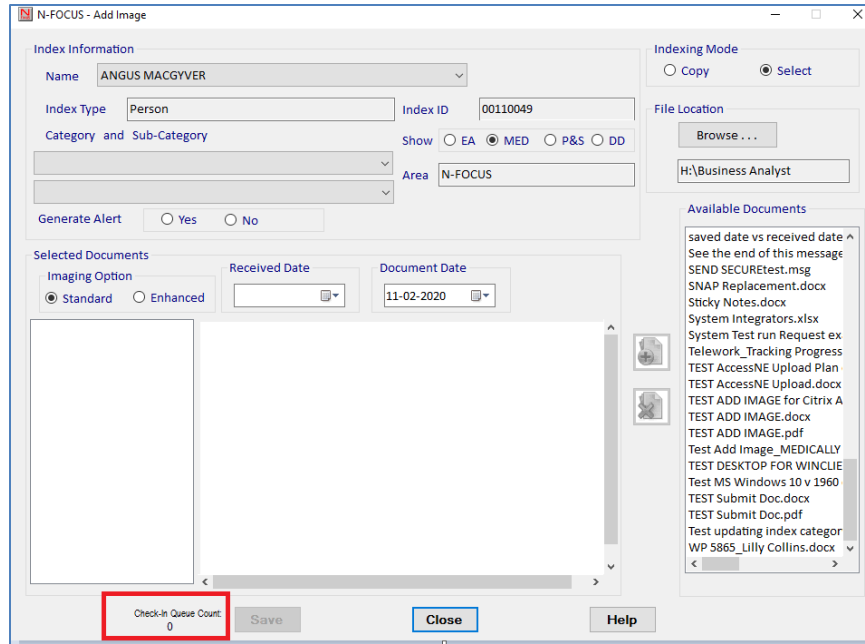 N-FOCUS - Add Image
Index Information
Name ANGUS MACGYVER
Index Type Person Index ID 00110049
Category and Sub-Category
Show EA MED P&S DD
Area N-FOCUS
Generate Alert Yes No
Indexing Mode
Copy Select
File Location
Browse . . .
H:\Business Analyst
Selected Documents
Imaging Option
Standard Enhanced
Received Date
Document Date
11-02-2020
Available Documents
saved date vs received date
See the end of this message
SEND SECUREtest.msg
SNAP Replacement.docx
Sticky Notes.docx
System Integrators.xlsx
System Test run Request ex
Telework_Tracking Progress
TEST AccessNE Upload Plan
TEST AccessNE Upload.docx
TEST ADD IMAGE for Citrix A
TEST ADD IMAGE.docx
TEST ADD IMAGE.pdf
Test Add Image_MEDICALLY
TEST DESKTOP FOR WINCLIE
Test MS Windows 10 v 1960
TEST Submit Doc.docx
TEST Submit Doc.pdf
Test updating index categor
WP 5865_Lilly Collins.docx
Check-In Queue Count:
0
Save Close Help